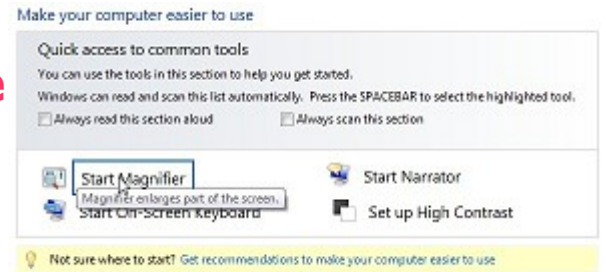 Make your computer easier to use
Quick access to common tools
You can use the tools in this section to help you get started.
Windows can read and scan this list automatically. Press the SPACEBAR to select the highlighted tool.
Always read this section aloud Always scan this section
e
Start Magnifier Start Narrator
Magnifier enlarges part of the screen.
Start On-Screen Keyboard Set up High Contrast
Not sure where to start? Get recommendations to make your computer easier to use